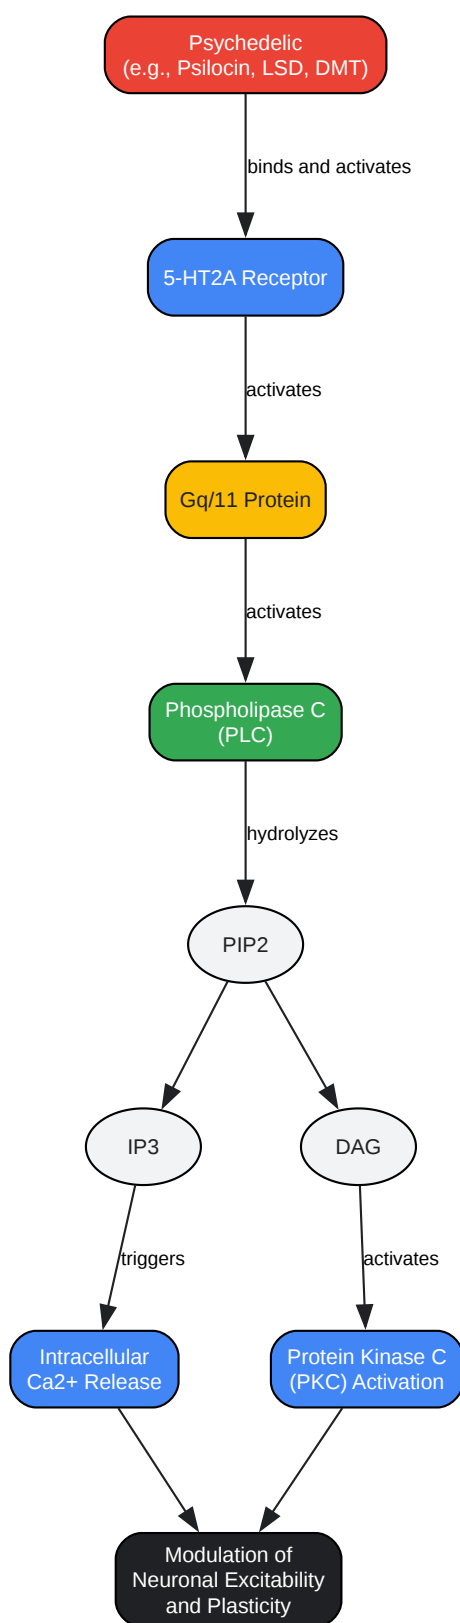 Psychedelic
(e.g., Psilocin, LSD, DMT)
binds and activates
5-HT2A Receptor
activates
Gq/11 Protein
activates
Phospholipase C
(PLC)
hydrolyzes
PIP2
IP3
DAG
triggers
activates
Intracellular
Ca2+ Release
Protein Kinase C
(PKC) Activation
Modulation of
Neuronal Excitability
and Plasticity